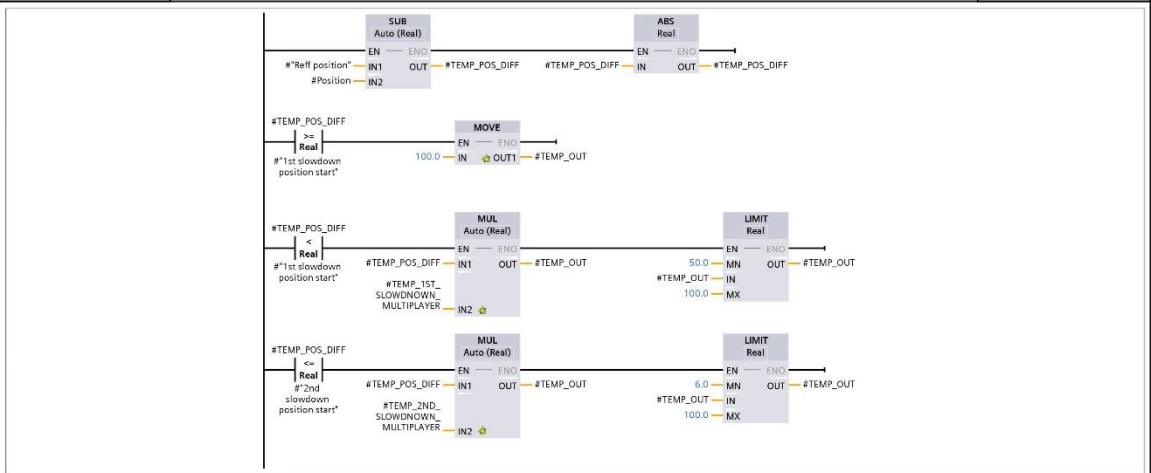 SUB
Auto (Real)
EN
ENO
#"Reff position"
IN1
OUT
#TEMP_POS_DIFF
#Position
IN2
ABS
Real
EN
ENO
#TEMP_POS_DIFF
IN
OUT
#TEMP_POS_DIFF
#TEMP_POS_DIFF
>=
Real
#"1st slowdown
position start"
MOVE
EN
ENO
100.0
IN
OUT1
#TEMP_OUT
#TEMP_POS_DIFF
<
Real
#"1st slowdown
position start"
MUL
Auto (Real)
EN
ENO
#TEMP_POS_DIFF
IN1
OUT
#TEMP_OUT
#TEMP_1ST_
SLOWDNOWN_
MULTIPLAYER
IN2
LIMIT
Real
EN
ENO
50.0
MN
OUT
#TEMP_OUT
#TEMP_OUT
IN
100.0
MX
#TEMP_POS_DIFF
<=
Real
#"2nd
slowdown
position start"
MUL
Auto (Real)
EN
ENO
#TEMP_POS_DIFF
IN1
OUT
#TEMP_OUT
#TEMP_2ND_
SLOWDNOWN_
MULTIPLAYER
IN2
LIMIT
Real
EN
ENO
6.0
MN
OUT
#TEMP_OUT
#TEMP_OUT
IN
100.0
MX